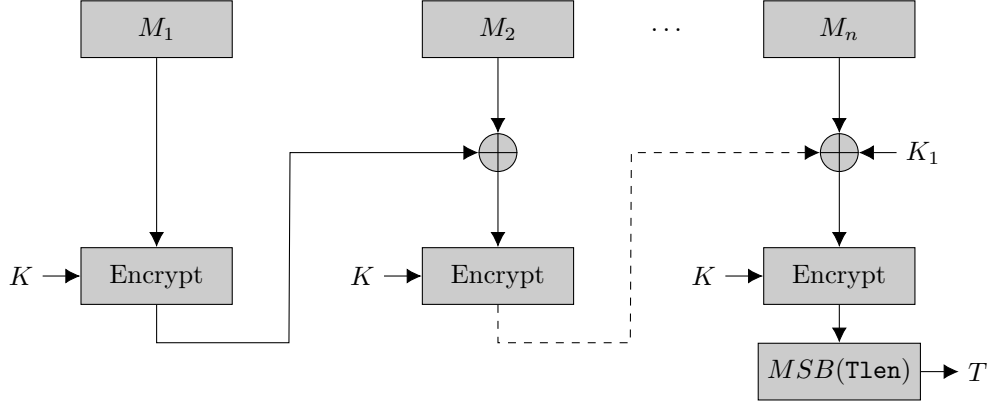 M₁ M₂ ⋯ Mₙ
K₁
K Encrypt K Encrypt K Encrypt
MSB(Tlen) T